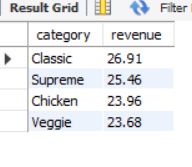 Result Grid Filter
category revenue
Classic 26.91
Supreme 25.46
Chicken 23.96
Veggie 23.68